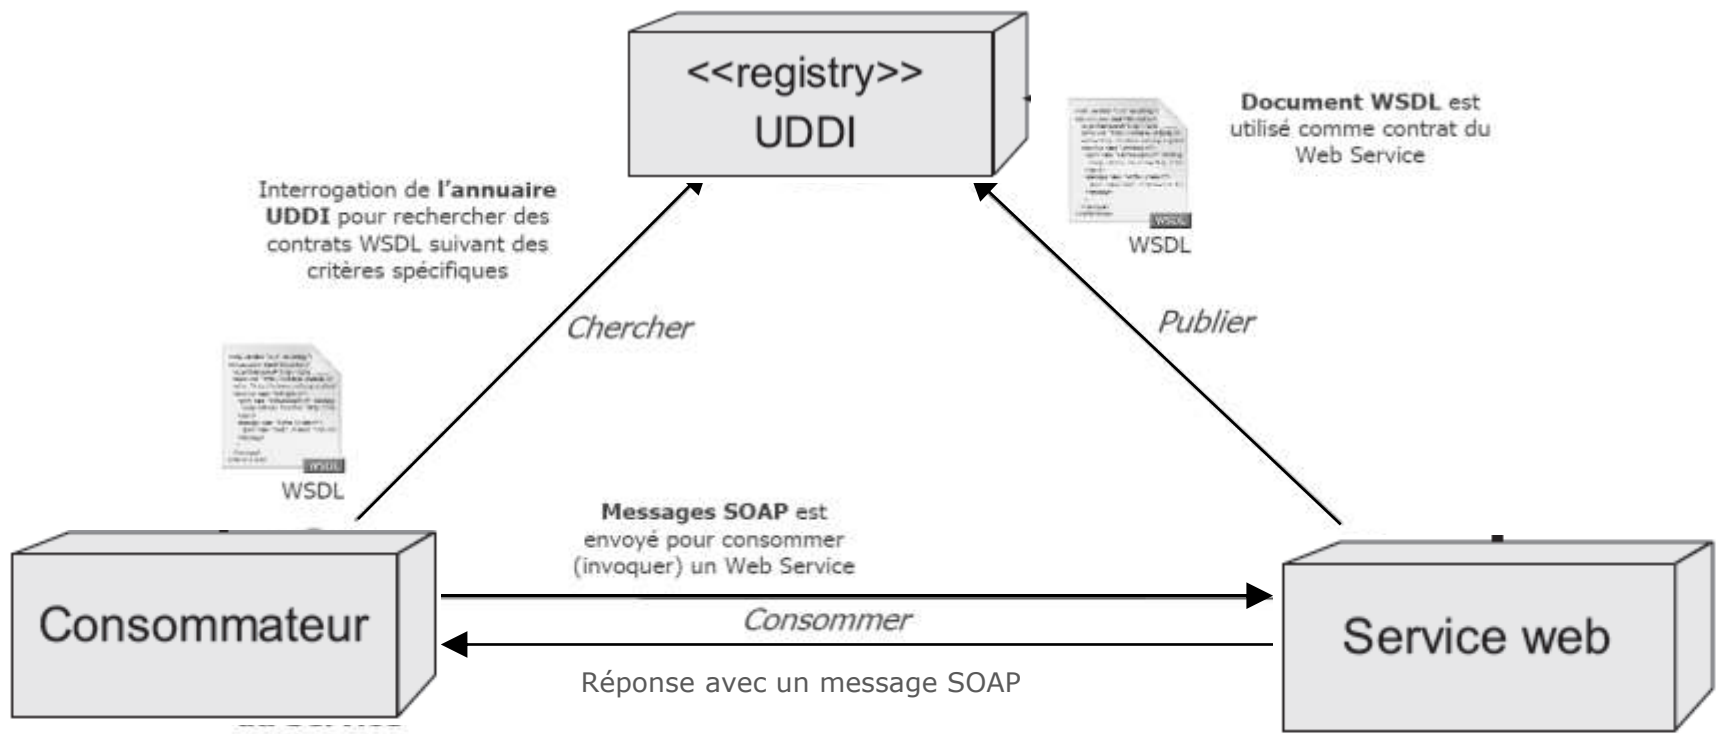 <<registry>>
UDDI
Document WSDL est
utilisé comme contrat du
Web Service
WSDL
WSDL
Interrogation de l'annuaire
UDDI pour rechercher des
contrats WSDL suivant des
critères spécifiques
Chercher
Publier
WSDL
WSDL
Messages SOAP est
envoyé pour consommer
(invoquer) un Web Service
Consommer
Réponse avec un message SOAP
Consommateur
Service web